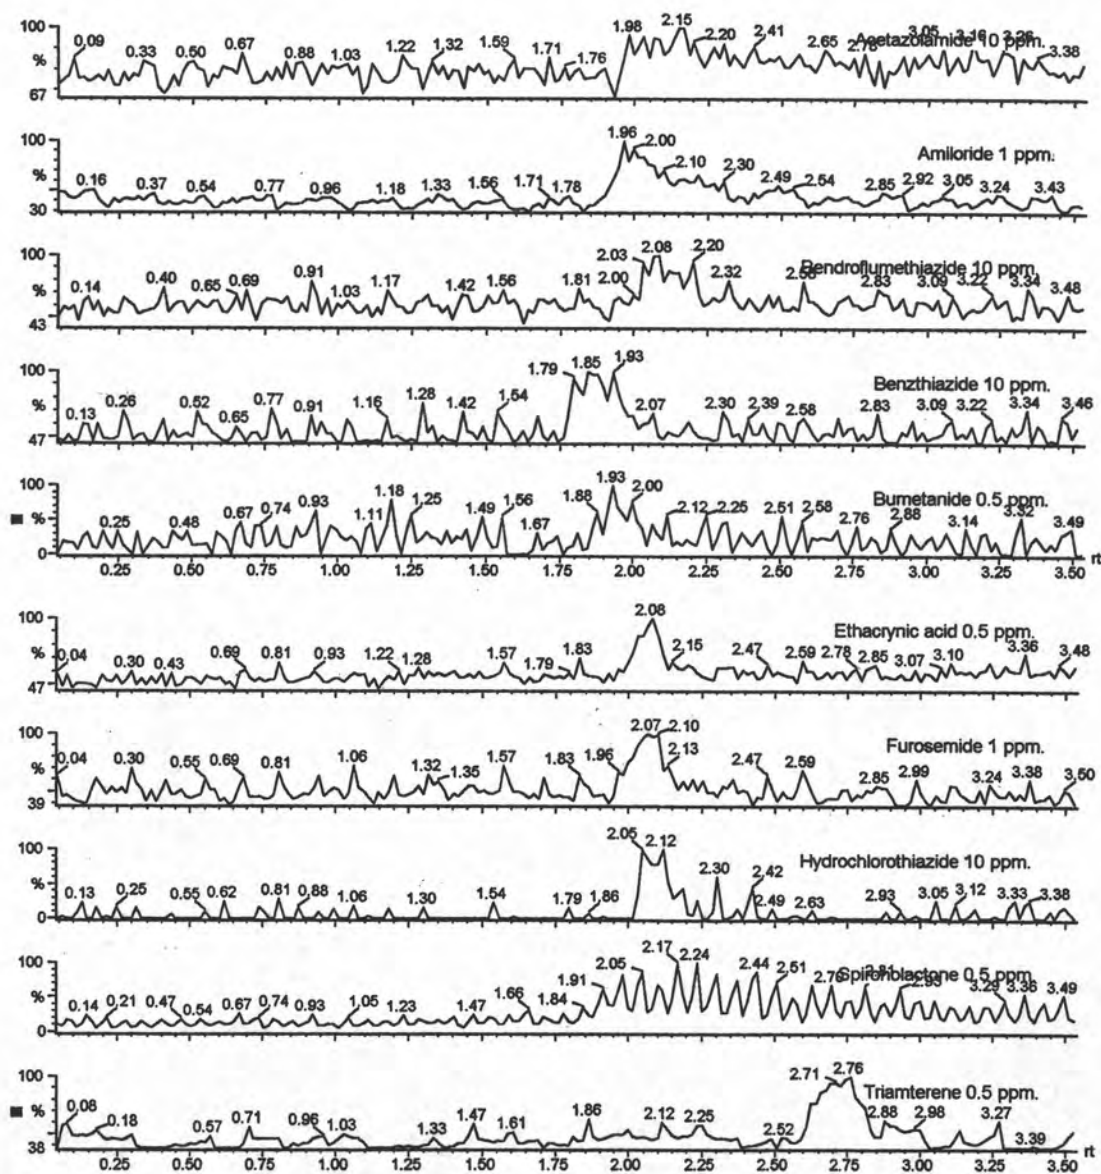 100 % 67
0.09 0.33 0.50 0.67 0.88 1.03 1.22 1.32 1.59 1.71 1.76 1.98 2.15 2.20 2.41 2.65 3.05 3.16 3.26 3.38
Acetazolamide 10 ppm.
100 % 30
0.16 0.37 0.54 0.77 0.96 1.18 1.33 1.56 1.71 1.78 1.96 2.00 2.10 2.30 2.49 2.54 2.85 2.92 3.05 3.24 3.43
Amiloride 1 ppm.
100 % 43
0.14 0.40 0.65 0.69 0.91 1.03 1.17 1.42 1.56 1.81 2.00 2.03 2.08 2.20 2.32 2.58 2.83 3.09 3.22 3.34 3.48
Bendroflumethiazide 10 ppm.
100 % 47
0.13 0.26 0.52 0.65 0.77 0.91 1.16 1.28 1.42 1.54 1.79 1.85 1.93 2.07 2.30 2.39 2.58 2.83 3.09 3.22 3.34 3.46
Benzthiazide 10 ppm.
100 % 0
0.25 0.48 0.67 0.74 0.93 1.11 1.18 1.25 1.49 1.56 1.67 1.88 1.93 2.00 2.12 2.25 2.51 2.58 2.76 2.88 3.14 3.32 3.49
Bumetanide 0.5 ppm.
0.25 0.50 0.75 1.00 1.25 1.50 1.75 2.00 2.25 2.50 2.75 3.00 3.25 3.50 rt
100 % 47
0.04 0.30 0.43 0.69 0.81 0.93 1.22 1.28 1.57 1.79 1.83 2.08 2.15 2.47 2.59 2.78 2.85 3.07 3.10 3.36 3.48
Ethacrynic acid 0.5 ppm.
100 % 39
0.04 0.30 0.55 0.69 0.81 1.06 1.32 1.35 1.57 1.83 1.96 2.07 2.10 2.13 2.47 2.59 2.85 2.99 3.24 3.38 3.50
Furosemide 1 ppm.
100 % 0
0.13 0.25 0.55 0.62 0.81 0.88 1.06 1.30 1.54 1.79 1.86 2.05 2.12 2.30 2.42 2.49 2.63 2.93 3.05 3.12 3.33 3.38
Hydrochlorothiazide 10 ppm.
100 % 0
0.14 0.21 0.47 0.54 0.67 0.74 0.93 1.05 1.23 1.47 1.66 1.84 1.91 2.05 2.17 2.24 2.44 2.51 2.76 2.93 3.29 3.36 3.49
Spironolactone 0.5 ppm
100 % 38
0.08 0.18 0.57 0.71 0.96 1.03 1.33 1.47 1.61 1.86 2.12 2.25 2.52 2.71 2.76 2.88 2.98 3.27 3.39
Triamterene 0.5 ppm.
0.25 0.50 0.75 1.00 1.25 1.50 1.75 2.00 2.25 2.50 2.75 3.00 3.25 3.50 rt